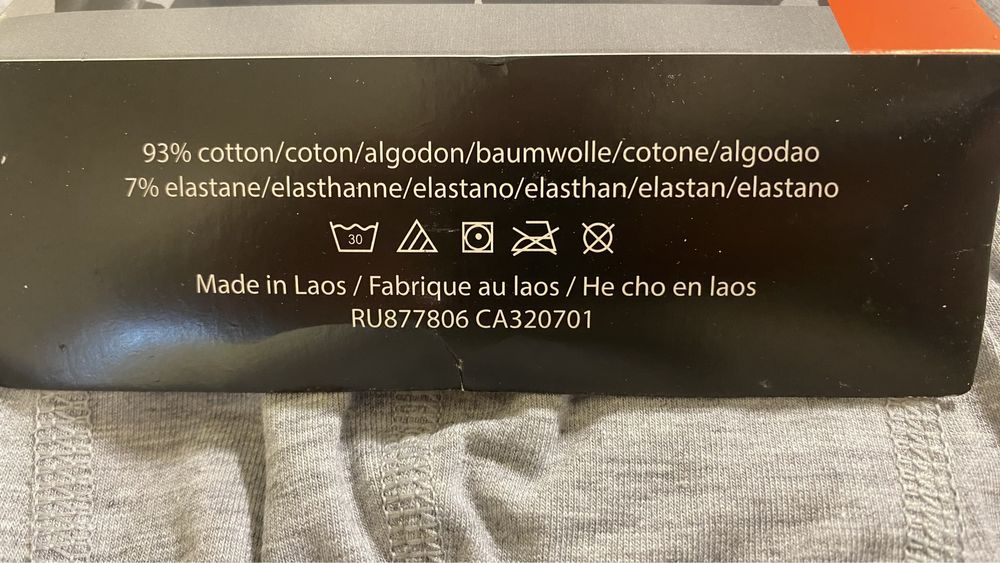 93% cotton/coton/algodon/baumwolle/cotone/algodao
7% elastane/elasthanne/elastano/elasthan/elastan/elastano
30
Made in Laos / Fabrique au laos / He cho en laos
RU877806 CA320701